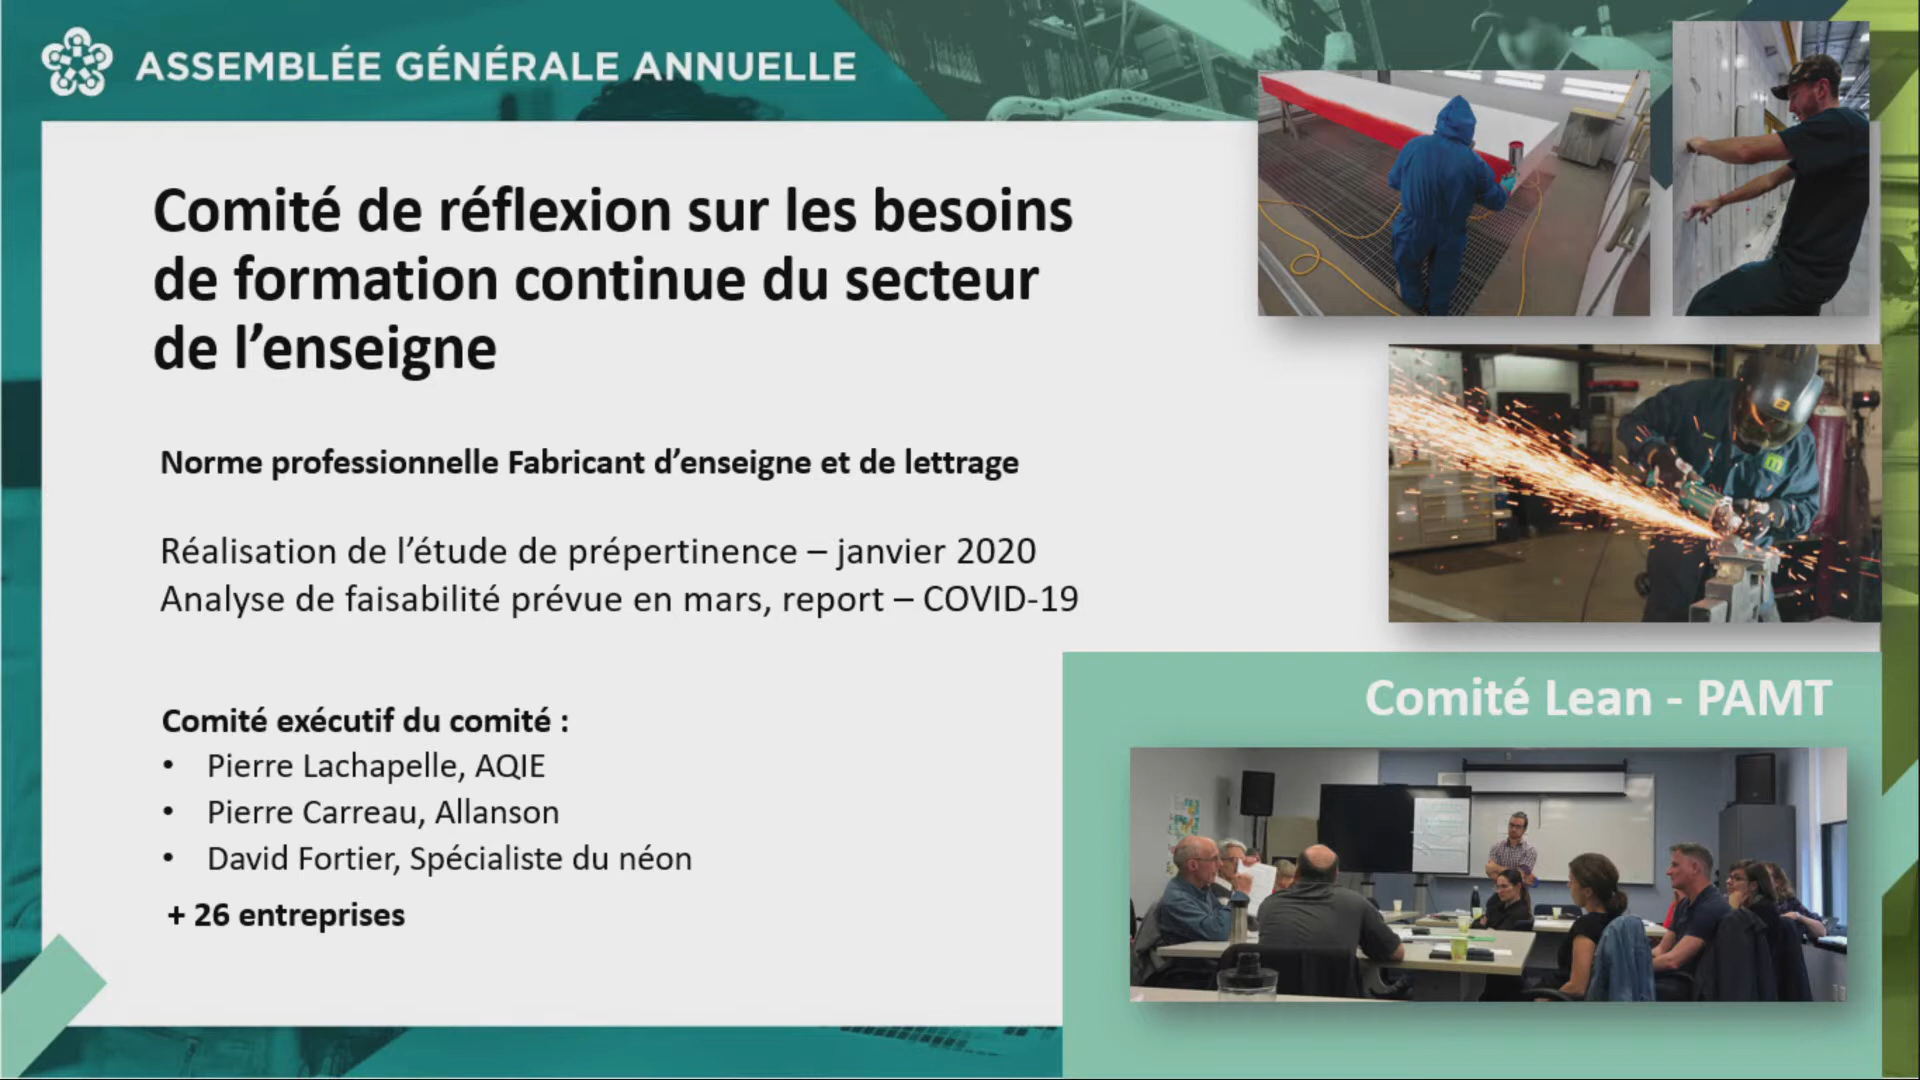 ASSEMBLÉE GÉNÉRALE ANNUELLE
Comité de réflexion sur les besoins
de formation continue du secteur
de l’enseigne
Norme professionnelle Fabricant d’enseigne et de lettrage
Réalisation de l’étude de prépertinence – janvier 2020
Analyse de faisabilité prévue en mars, report – COVID-19
Comité exécutif du comité :
• Pierre Lachapelle, AQIE
• Pierre Carreau, Allanson
• David Fortier, Spécialiste du néon
+ 26 entreprises
Comité Lean - PAMT